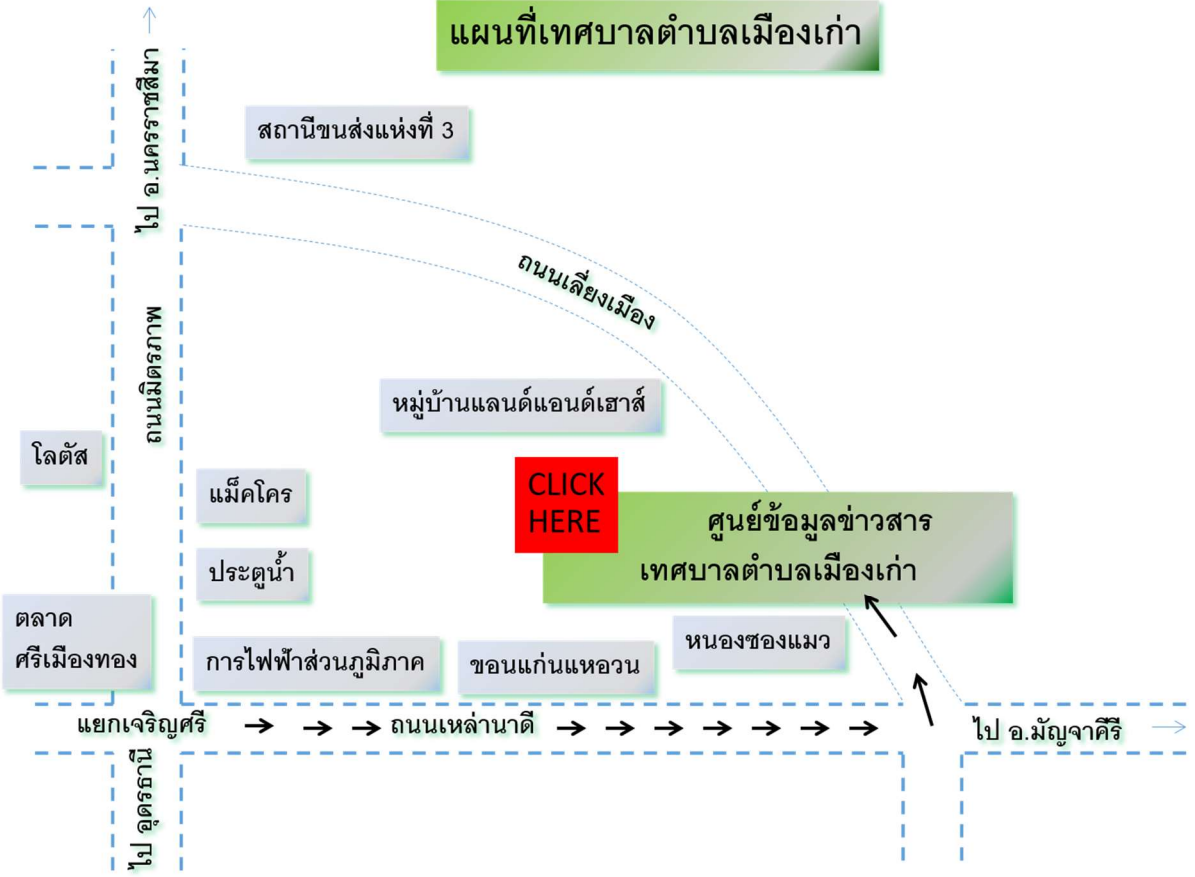 แผนที่เทศบาลตำบลเมืองเก่า
ไป อ.นครราชสีมา
สถานีขนส่งแห่งที่ 3
ถนนเลี่ยงเมือง
ถนนมิตรภาพ
หมู่บ้านแลนด์แอนด์เฮาส์
โลตัส
แม็คโคร
CLICK
HERE
ศูนย์ข้อมูลข่าวสาร
เทศบาลตำบลเมืองเก่า
ประตูน้ำ
ตลาด
ศรีเมืองทอง
การไฟฟ้าส่วนภูมิภาค
ขอนแก่นแหอวน
หนองซองแมว
แยกเจริญศรี
ถนนเหล่านาดี
ไป อ.มัญจาคีรี
ไป อุดรธานี